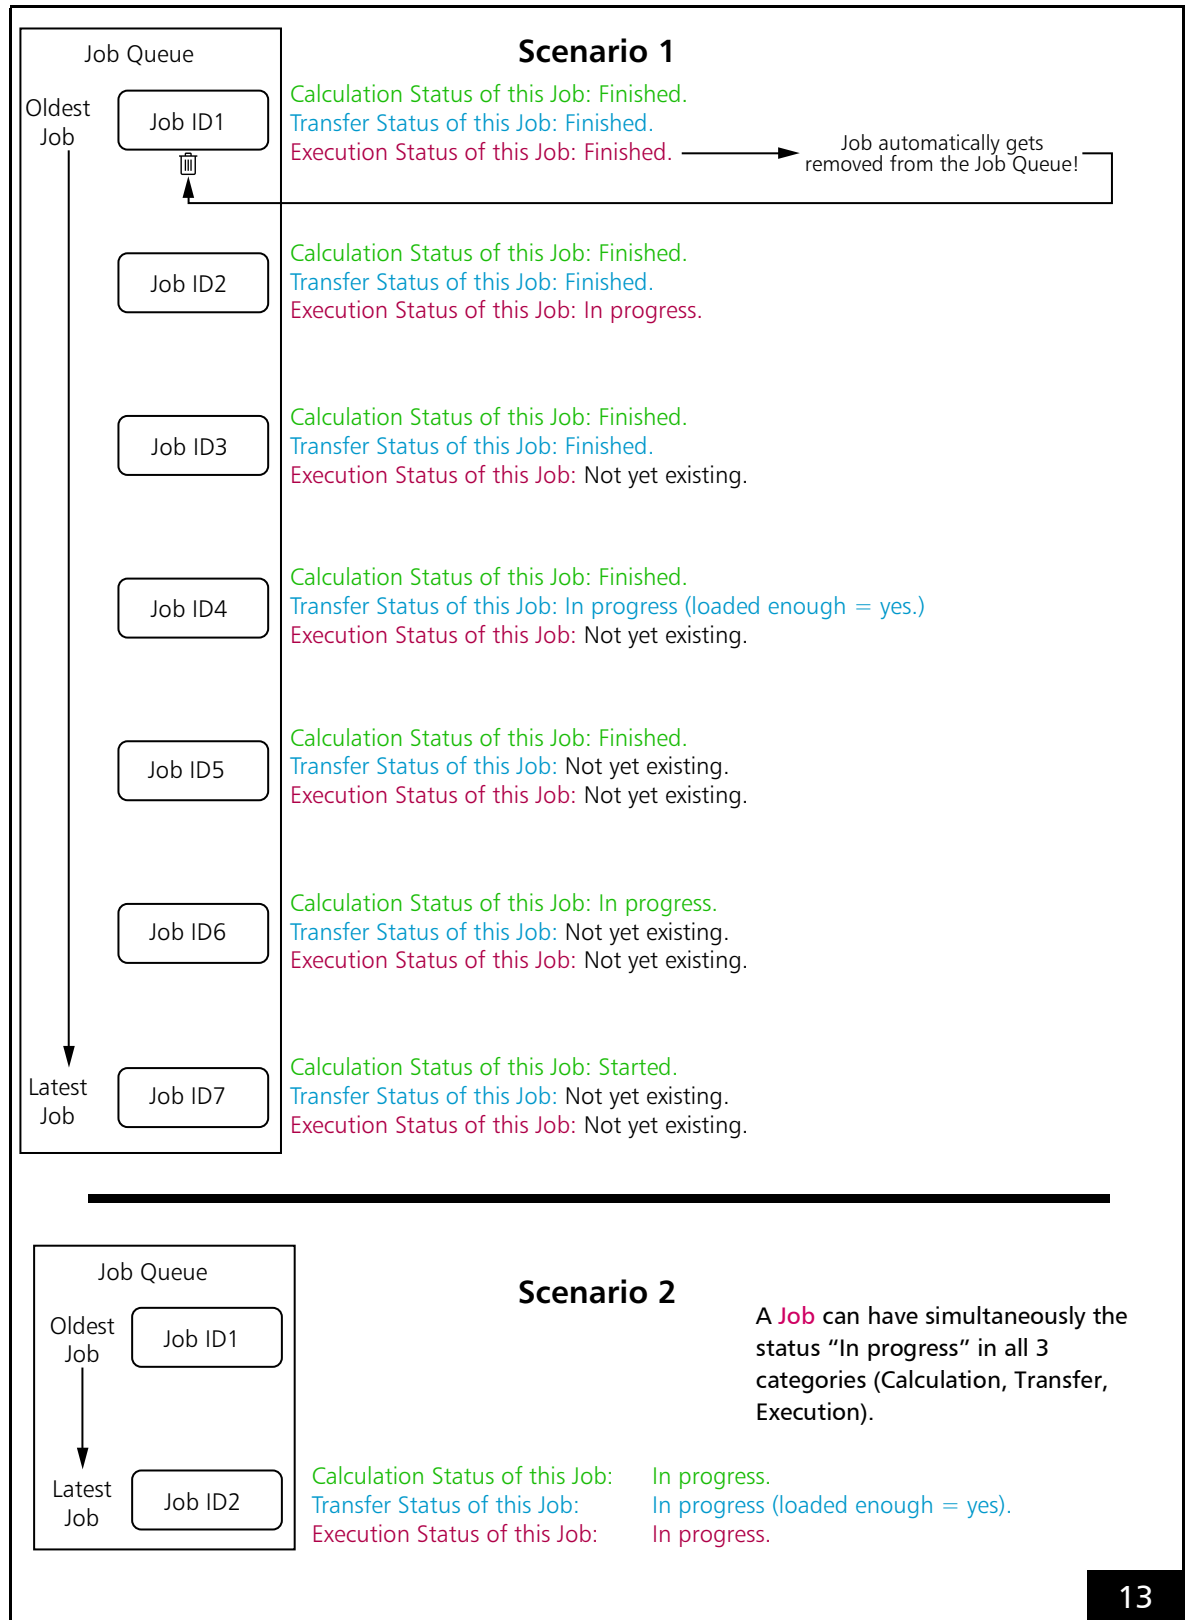 Job Queue
Scenario 1
Oldest
Job
Job ID1
Calculation Status of this Job: Finished.
Transfer Status of this Job: Finished.
Execution Status of this Job: Finished.
Job automatically gets
removed from the Job Queue!
Job ID2
Calculation Status of this Job: Finished.
Transfer Status of this Job: Finished.
Execution Status of this Job: In progress.
Job ID3
Calculation Status of this Job: Finished.
Transfer Status of this Job: Finished.
Execution Status of this Job: Not yet existing.
Job ID4
Calculation Status of this Job: Finished.
Transfer Status of this Job: In progress (loaded enough = yes.)
Execution Status of this Job: Not yet existing.
Job ID5
Calculation Status of this Job: Finished.
Transfer Status of this Job: Not yet existing.
Execution Status of this Job: Not yet existing.
Job ID6
Calculation Status of this Job: In progress.
Transfer Status of this Job: Not yet existing.
Execution Status of this Job: Not yet existing.
Latest
Job
Job ID7
Calculation Status of this Job: Started.
Transfer Status of this Job: Not yet existing.
Execution Status of this Job: Not yet existing.
Job Queue
Scenario 2
Oldest
Job
Job ID1
A Job can have simultaneously the
status “In progress” in all 3
categories (Calculation, Transfer,
Execution).
Latest
Job
Job ID2
Calculation Status of this Job: In progress.
Transfer Status of this Job: In progress (loaded enough = yes).
Execution Status of this Job: In progress.
13